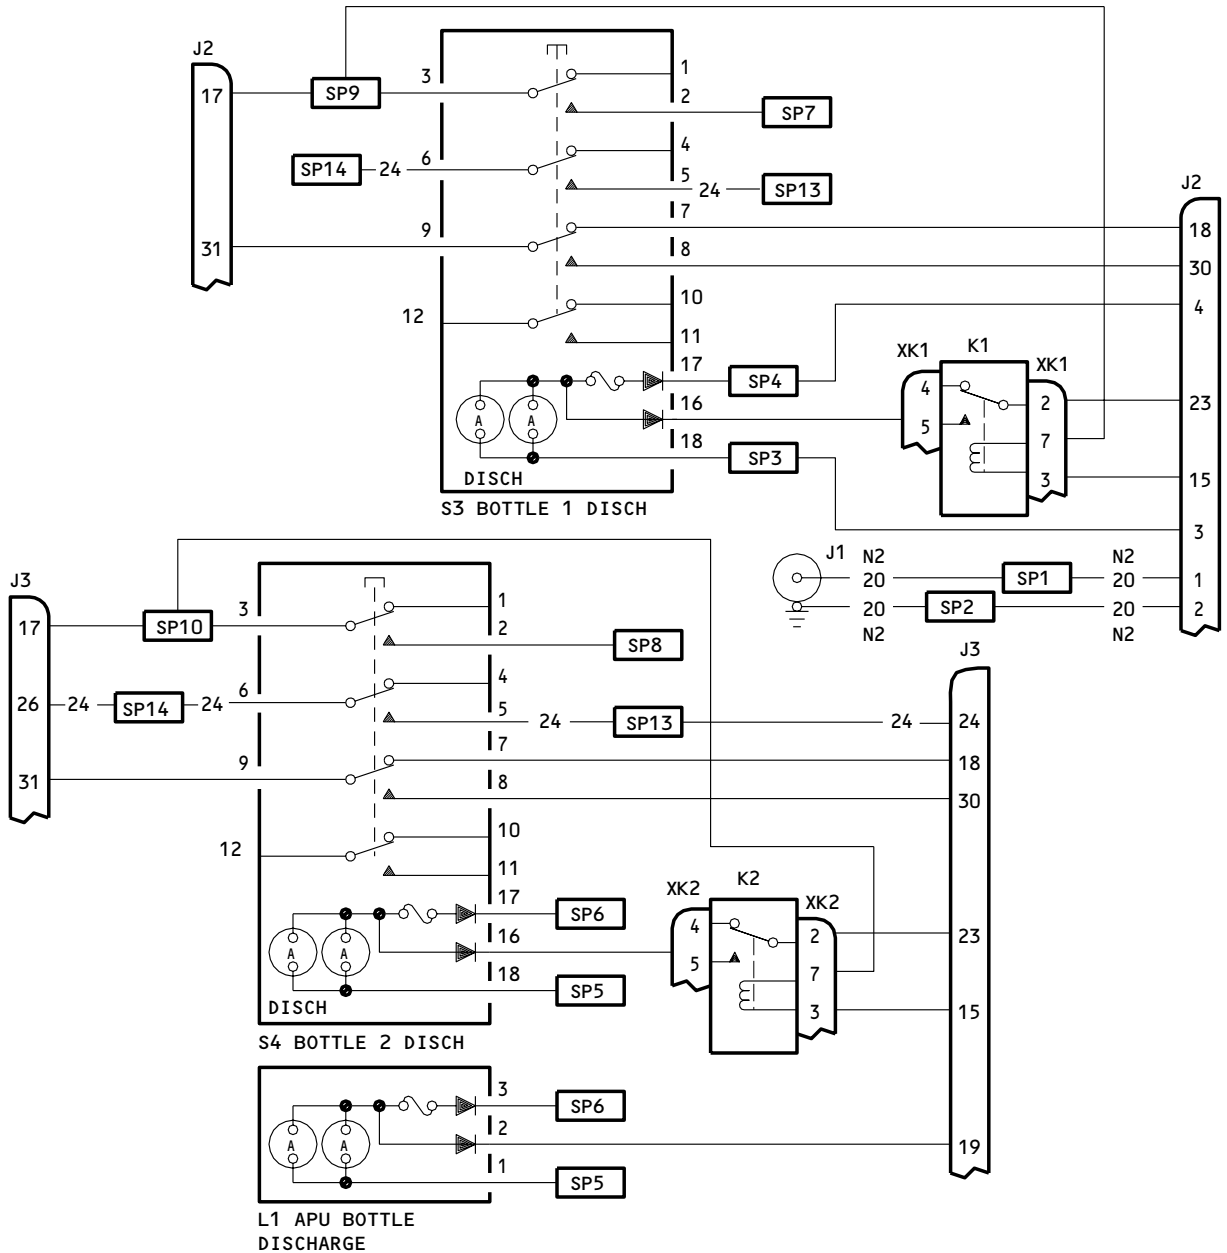 J2
17
SP9
3
1
2
SP7
SP14
24
6
4
5
24
SP13
J2
31
9
7
18
8
30
12
10
4
11
17
SP4
XK1
K1
XK1
4
2
23
A
A
16
5
7
18
SP3
3
15
DISCH
S3 BOTTLE 1 DISCH
3
J1
N2
N2
20
SP1
20
1
20
SP2
20
2
N2
N2
J3
17
SP10
3
1
2
SP8
J3
26
24
SP14
24
6
4
5
24
SP13
24
24
31
9
7
18
8
30
12
10
11
17
SP6
XK2
K2
XK2
4
2
23
A
A
16
5
7
18
SP5
3
15
DISCH
S4 BOTTLE 2 DISCH
3
SP6
A
A
2
19
1
SP5
L1 APU BOTTLE
DISCHARGE